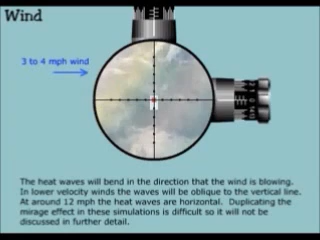 Wind
3 to 4 mph wind
The heat waves will bend in the direction that the wind is blowing.
In lower velocity winds the waves will be oblique to the vertical line.
At around 12 mph the heat waves are horizontal. Duplicating the
mirage effect in these simulations is difficult so it will not be
discussed in further detail.